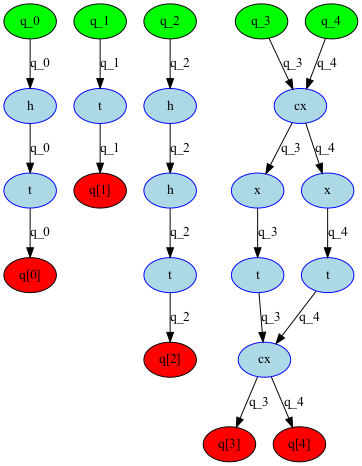 q_0 q_1 q_2 q_3 q_4
q_0 q_1 q_2 q_3 q_4
h t h cx
q_0 q_1 q_2 q_3 q_4
t q[1] h x x
q_0 q_2 q_3 q_4
q[0] t t t
q_2 q_3 q_4
q[2] cx
q_3 q_4
q[3] q[4]